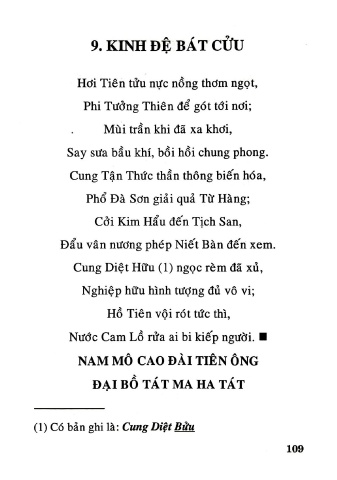 9. KINH ĐỆ BÁT CỬU
Hơi Tiên tửu nực nồng thơm ngọt,
Phi Tưởng Thiên để gót tới nơi;
Mùi trần khi đã xa khơi,
Say sưa bầu khí, bồi hồi chung phong.
Cung Tận Thức thần thông biến hóa,
Phổ Đà Sơn giải quả Từ Hàng;
Cởi Kim Hẩu đến Tịch San,
Đẩu vân nương phép Niết Bàn đến xem.
Cung Diệt Hữu (1) ngọc rèm đã xủ,
Nghiệp hữu hình tượng đủ vô vi;
Hồ Tiên vội rót tức thì,
Nước Cam Lồ rửa ai bi kiếp người. ■
NAM MÔ CAO ĐÀI TIÊN ÔNG
ĐẠI BỒ TÁT MA HA TÁT
(1) Có bản ghi là: Cung Diệt Bửu
109